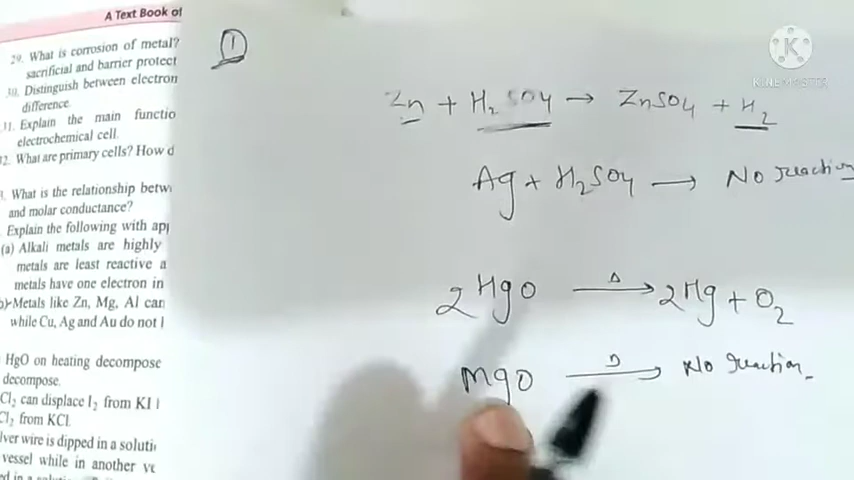 A Text Book of
29. What is corrosion of metal?
sacrificial and barrier protect
30. Distinguish between electron
difference.
31. Explain the main functio
electrochemical cell.
2. What are primary cells? How d
. What is the relationship betw
and molar conductance?
Explain the following with app
(a) Alkali metals are highly
metals are least reactive a
metals have one electron in
b) Metals like Zn, Mg, Al can
while Cu, Ag and Au do not l
HgO on heating decompose
decompose.
Cl2 can displace I2 from KI
Cl2 from KCl.
lver wire is dipped in a soluti
vessel while in another ve
1
Zn + H2SO4 → ZnSO4 + H2
Ag + H2SO4 → No reaction
2HgO Δ→ 2Hg + O2
MgO Δ→ No reaction
KINEMASTER